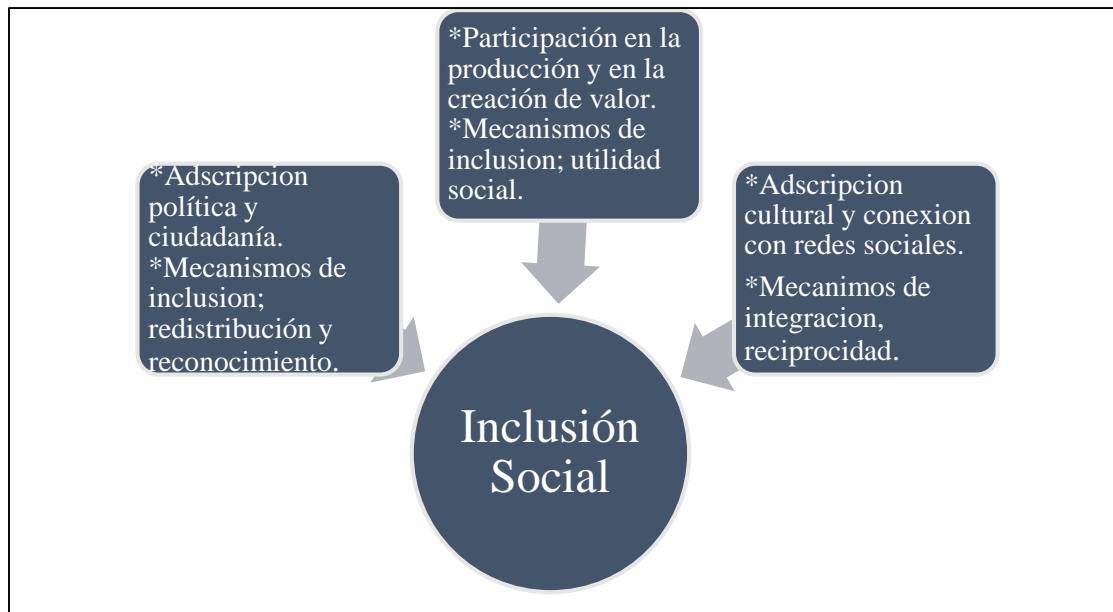 *Adscripcion
política y
ciudadanía.
*Mecanismos de
inclusion;
redistribución y
reconocimiento.
*Participación en la
producción y en la
creación de valor.
*Mecanismos de
inclusion; utilidad
social.
*Adscripcion
cultural y conexion
con redes sociales.
*Mecanimos de
integracion,
reciprocidad.
Inclusión
Social